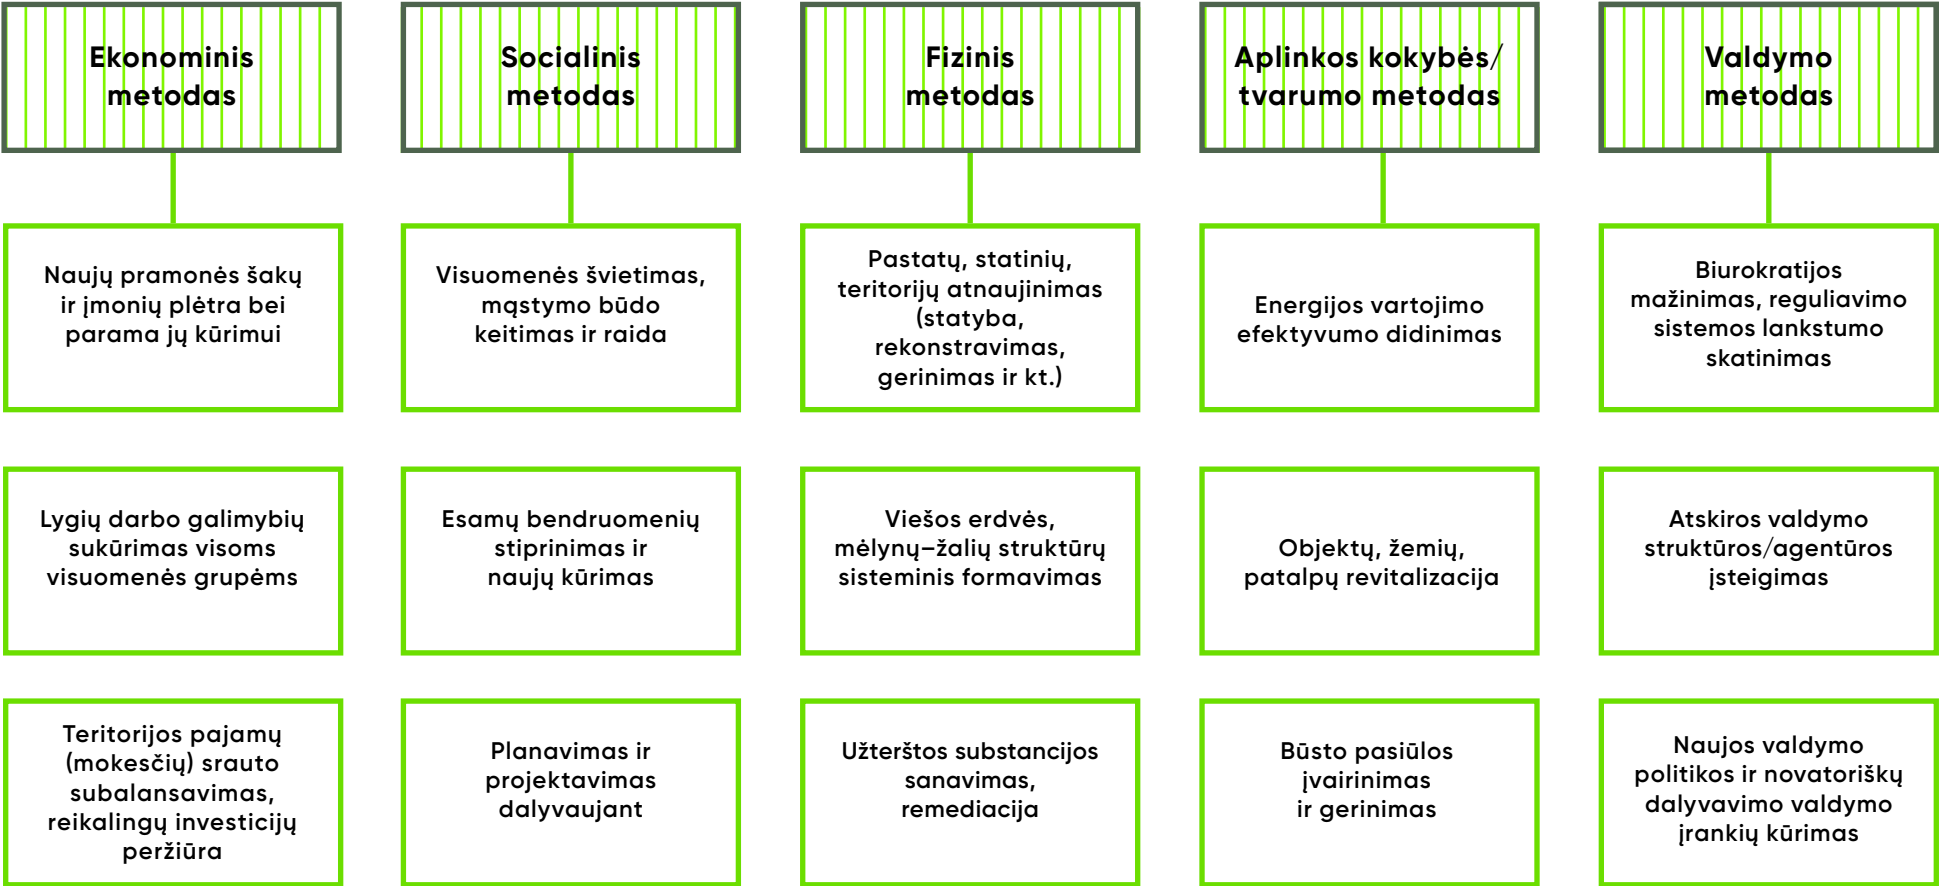 Ekonominis
metodas
Socialinis
metodas
Fizinis
metodas
Aplinkos kokybės/
tvarumo metodas
Valdymo
metodas
Naujų pramonės šakų
ir įmonių plėtra bei
parama jų kūrimui
Visuomenės švietimas,
mąstymo būdo
keitimas ir raida
Pastatų, statinių,
teritorijų atnaujinimas
(statyba,
rekonstravimas,
gerinimas ir kt.)
Energijos vartojimo
efektyvumo didinimas
Biurokratijos
mažinimas, reguliavimo
sistemos lankstumo
skatinimas
Lygių darbo galimybių
sukūrimas visoms
visuomenės grupėms
Esamų bendruomenių
stiprinimas ir
naujų kūrimas
Viešos erdvės,
mėlynų–žalių struktūrų
sisteminis formavimas
Objektų, žemių,
patalpų revitalizacija
Atskiros valdymo
struktūros/agentūros
įsteigimas
Teritorijos pajamų
(mokesčių) srauto
subalansavimas,
reikalingų investicijų
peržiūra
Planavimas ir
projektavimas
dalyvaujant
Užterštos substancijos
sanavimas,
remediacija
Būsto pasiūlos
įvairinimas
ir gerinimas
Naujos valdymo
politikos ir novatoriškų
dalyvavimo valdymo
įrankių kūrimas